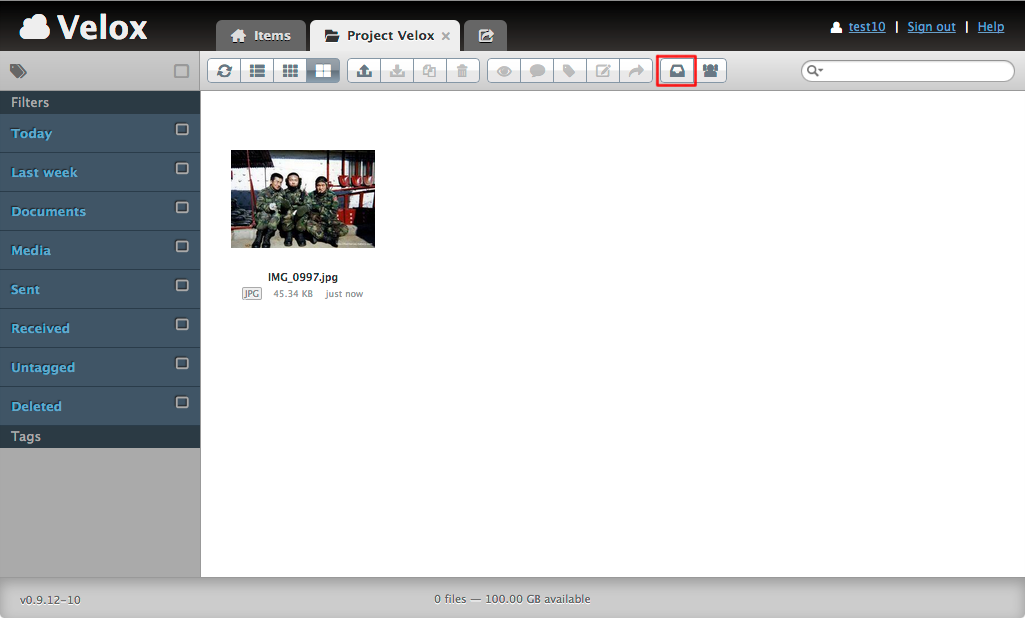 Velox
Items
Project Velox ×
test10 | Sign out | Help
Filters
Today
Last week
Documents
Media
Sent
Received
Untagged
Deleted
Tags
IMG_0997.jpg
JPG 45.34 KB just now
v0.9.12-10
0 files — 100.00 GB available